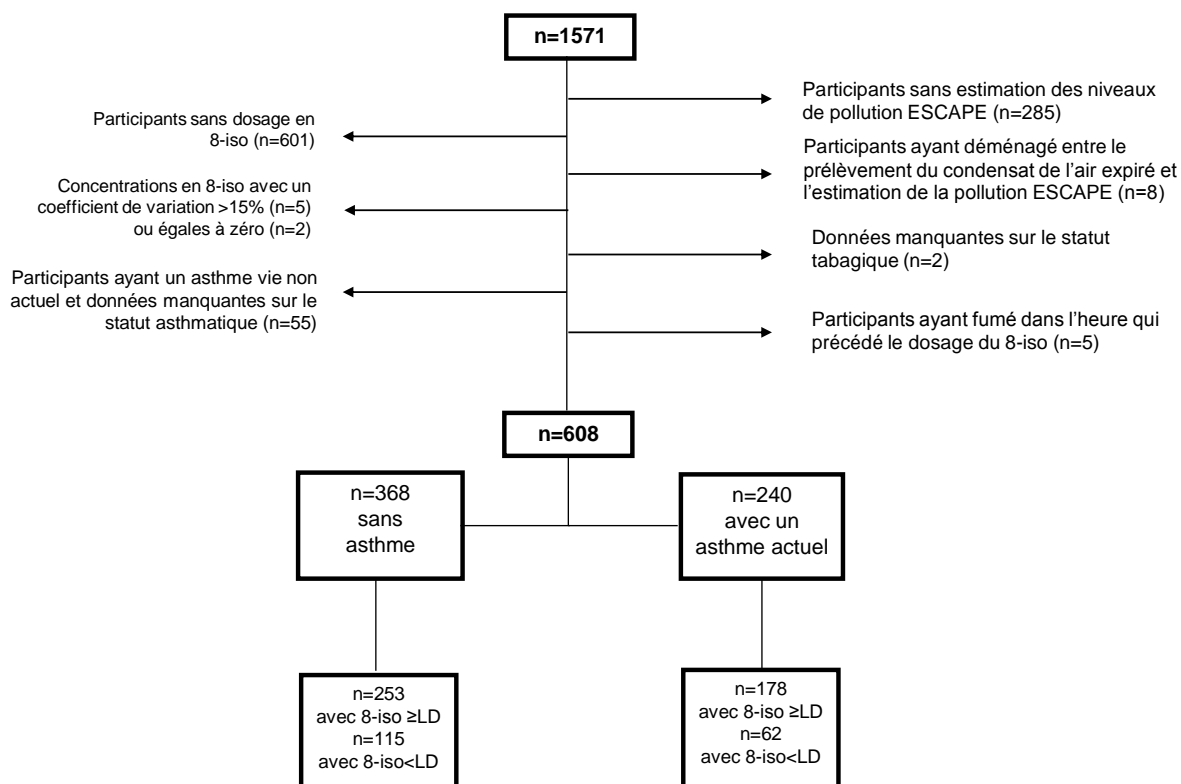 n=1571
Participants sans estimation des niveaux
de pollution ESCAPE (n=285)
Participants sans dosage en
8-iso (n=601)
Participants ayant déménagé entre le
prélèvement du condensat de l'air expiré et
l'estimation de la pollution ESCAPE (n=8)
Concentrations en 8-iso avec un
coefficient de variation >15% (n=5)
ou égales à zéro (n=2)
Données manquantes sur le statut
tabagique (n=2)
Participants ayant un asthme vie non
actuel et données manquantes sur le
statut asthmatique (n=55)
Participants ayant fumé dans l'heure qui
précédé le dosage du 8-iso (n=5)
n=608
n=368
sans
asthme
n=240
avec un
asthme actuel
n=253
avec 8-iso ≥LD
n=115
avec 8-iso<LD
n=178
avec 8-iso ≥LD
n=62
avec 8-iso<LD